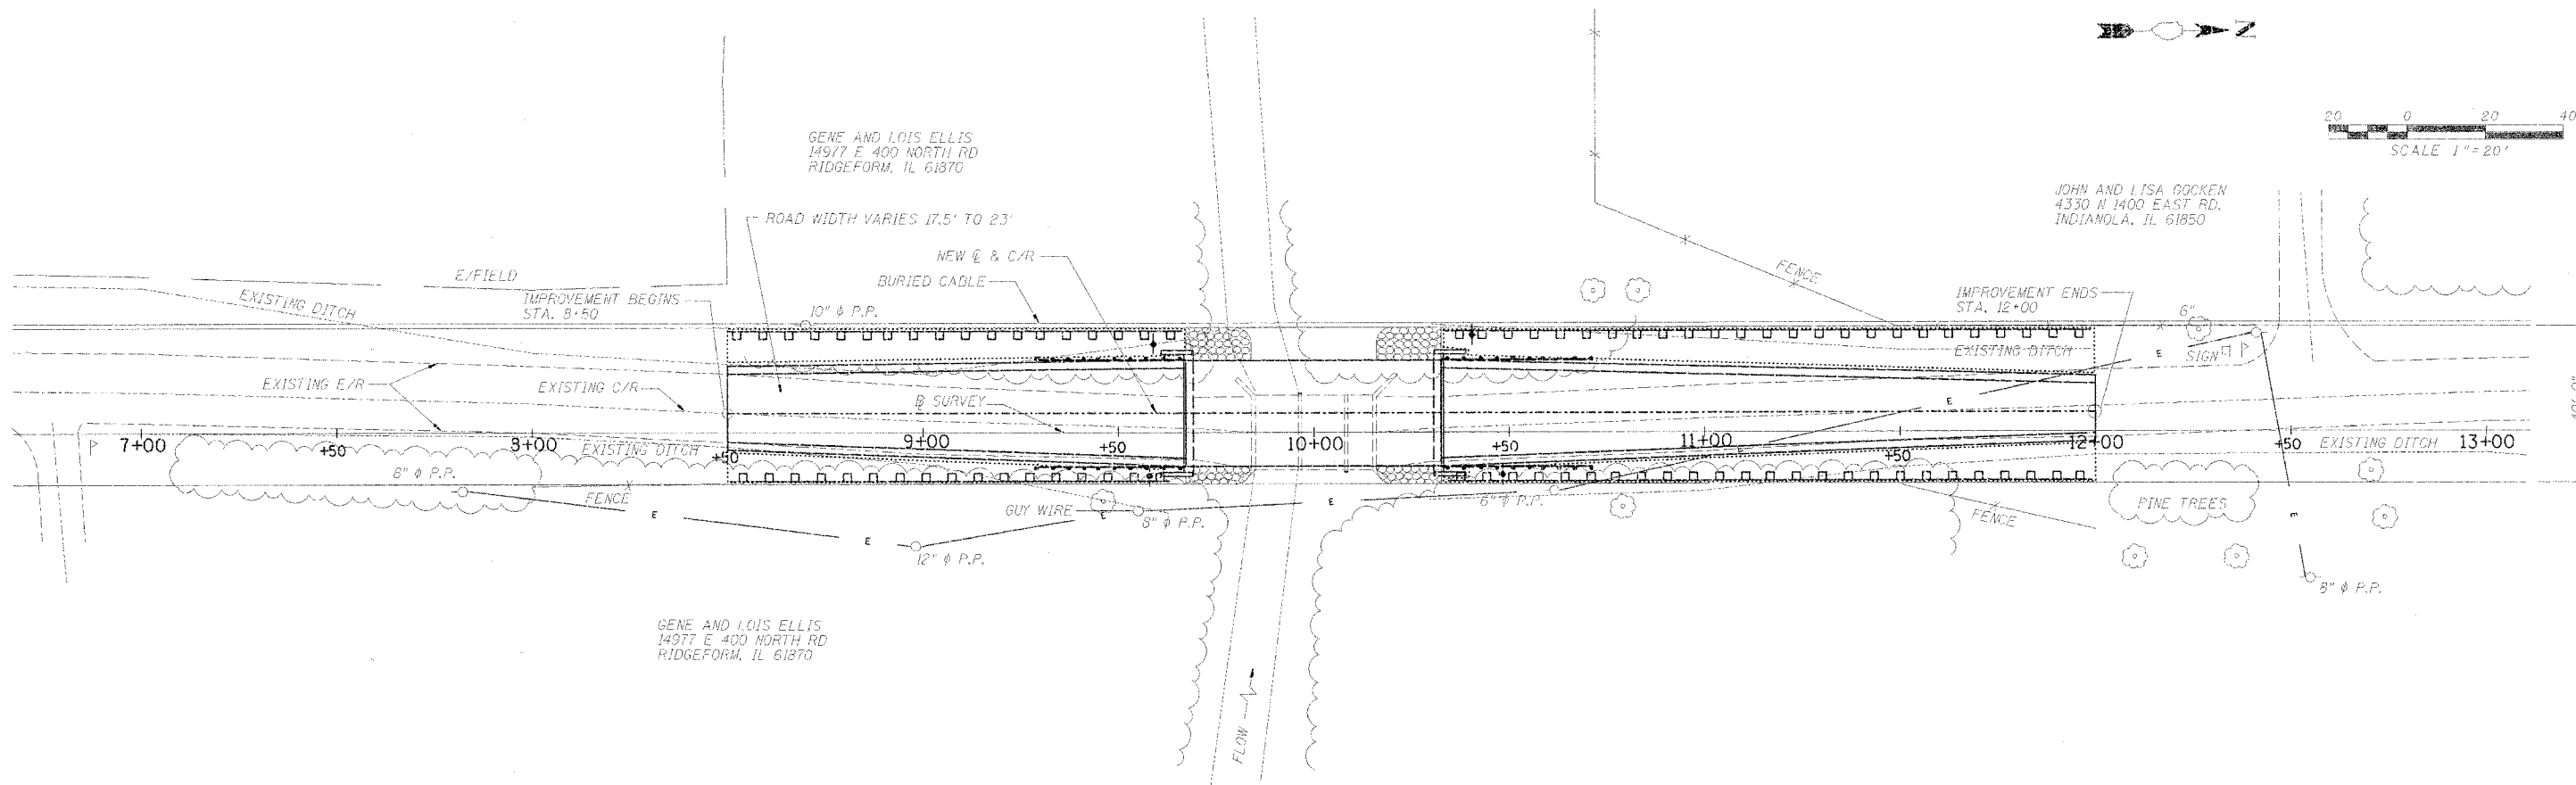 N
20 0 20 40
SCALE 1"=20'
GENE AND LOIS ELLIS
14977 E 400 NORTH RD
RIDGEFORM, IL 61870
JOHN AND LISA GOCKEN
4330 N 1400 EAST RD.
INDIANOLA, IL 61850
ROAD WIDTH VARIES 17.5' TO 23'
NEW ℄ & C/R
BURIED CABLE
FENCE
E/FIELD
EXISTING DITCH
IMPROVEMENT BEGINS
STA. 8+50
10" ϕ P.P.
IMPROVEMENT ENDS
STA. 12+00
6"
EXISTING DITCH
E
SIGN
EXISTING E/R
EXISTING C/R
SURVEY
E
7+00
+50
8+00
EXISTING DITCH
+50
9+00
+50
10+00
+50
11+00
+50
12+00
+50
EXISTING DITCH
13+00
8" ϕ P.P.
FENCE
E
GUY WIRE
E
8" ϕ P.P.
E
6" ϕ P.P.
FENCE
PINE TREES
E
E
12" ϕ P.P.
8" ϕ P.P.
GENE AND LOIS ELLIS
14977 E 400 NORTH RD
RIDGEFORM, IL 61870
FLOW